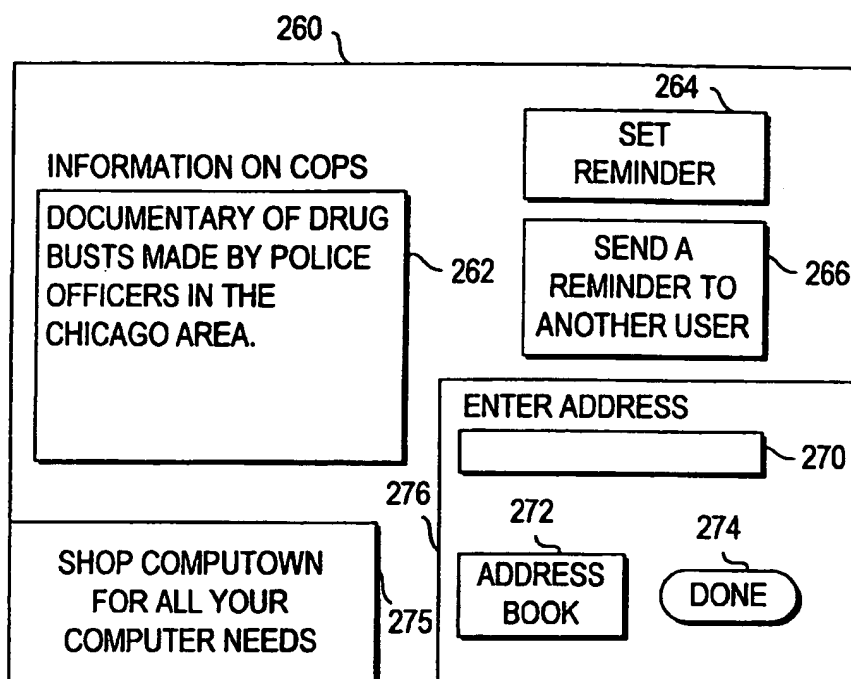 260
264
SET
REMINDER
INFORMATION ON COPS
DOCUMENTARY OF DRUG
BUSTS MADE BY POLICE
OFFICERS IN THE
CHICAGO AREA.
262
SEND A
REMINDER TO
ANOTHER USER
266
ENTER ADDRESS
270
276
272
274
ADDRESS
BOOK
DONE
SHOP COMPUTOWN
FOR ALL YOUR
COMPUTER NEEDS
275